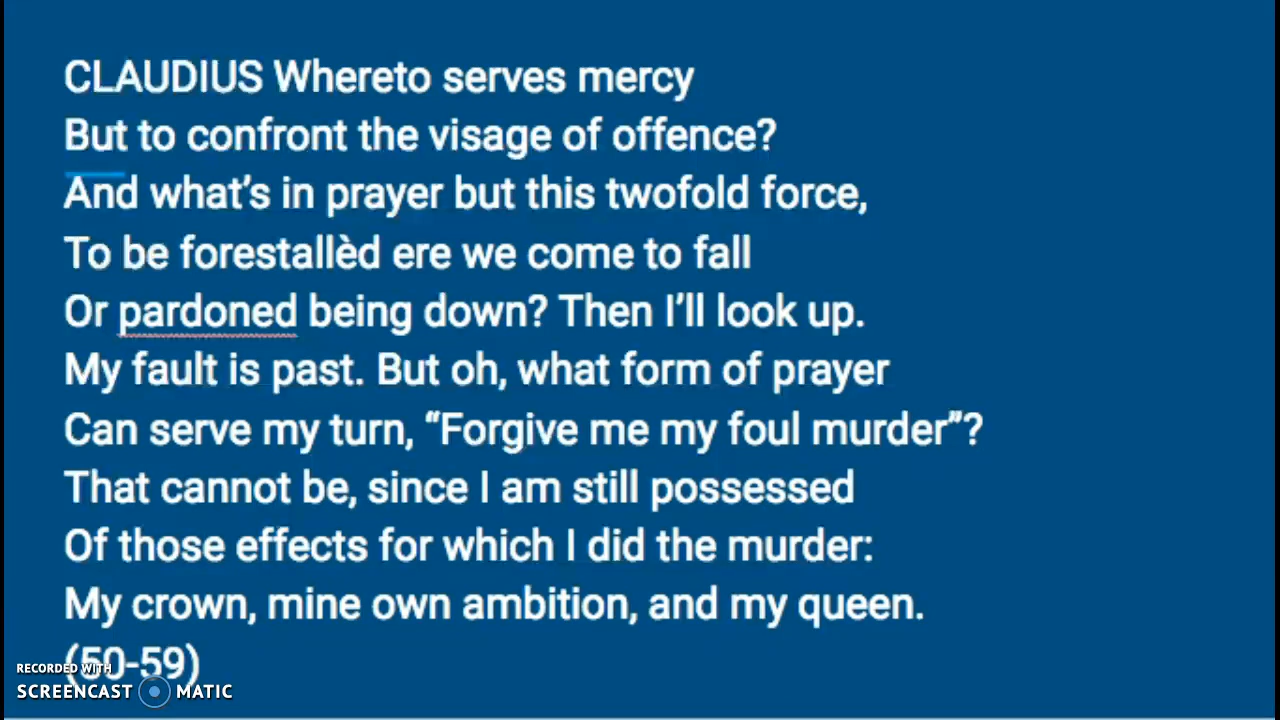 CLAUDIUS Whereto serves mercy
But to confront the visage of offence?
And what’s in prayer but this twofold force,
To be forestallèd ere we come to fall
Or pardoned being down? Then I’ll look up.
My fault is past. But oh, what form of prayer
Can serve my turn, “Forgive me my foul murder”?
That cannot be, since I am still possessed
Of those effects for which I did the murder:
My crown, mine own ambition, and my queen.
(50-59)
RECORDED WITH
SCREENCAST MATIC